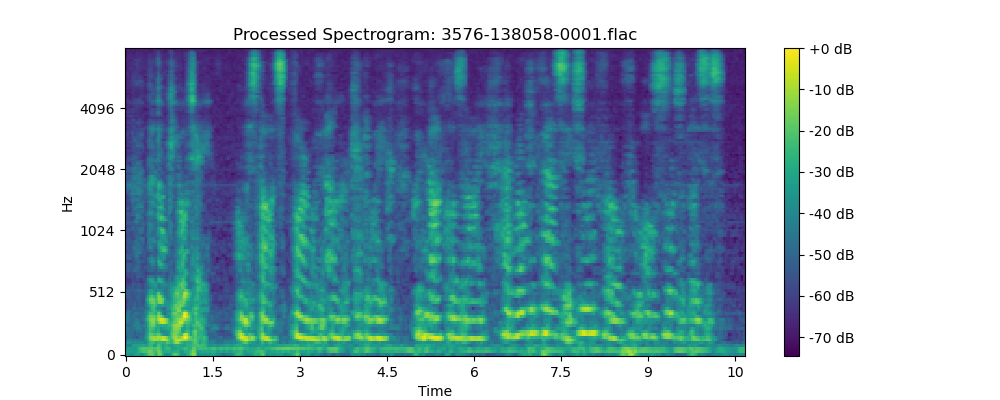 Processed Spectrogram: 3576-138058-0001.flac
+0 dB
4096
-10 dB
-20 dB
2048
-30 dB
Hz
1024
-40 dB
-50 dB
512
-60 dB
0
-70 dB
0 1.5 3 4.5 6 7.5 9 10
Time